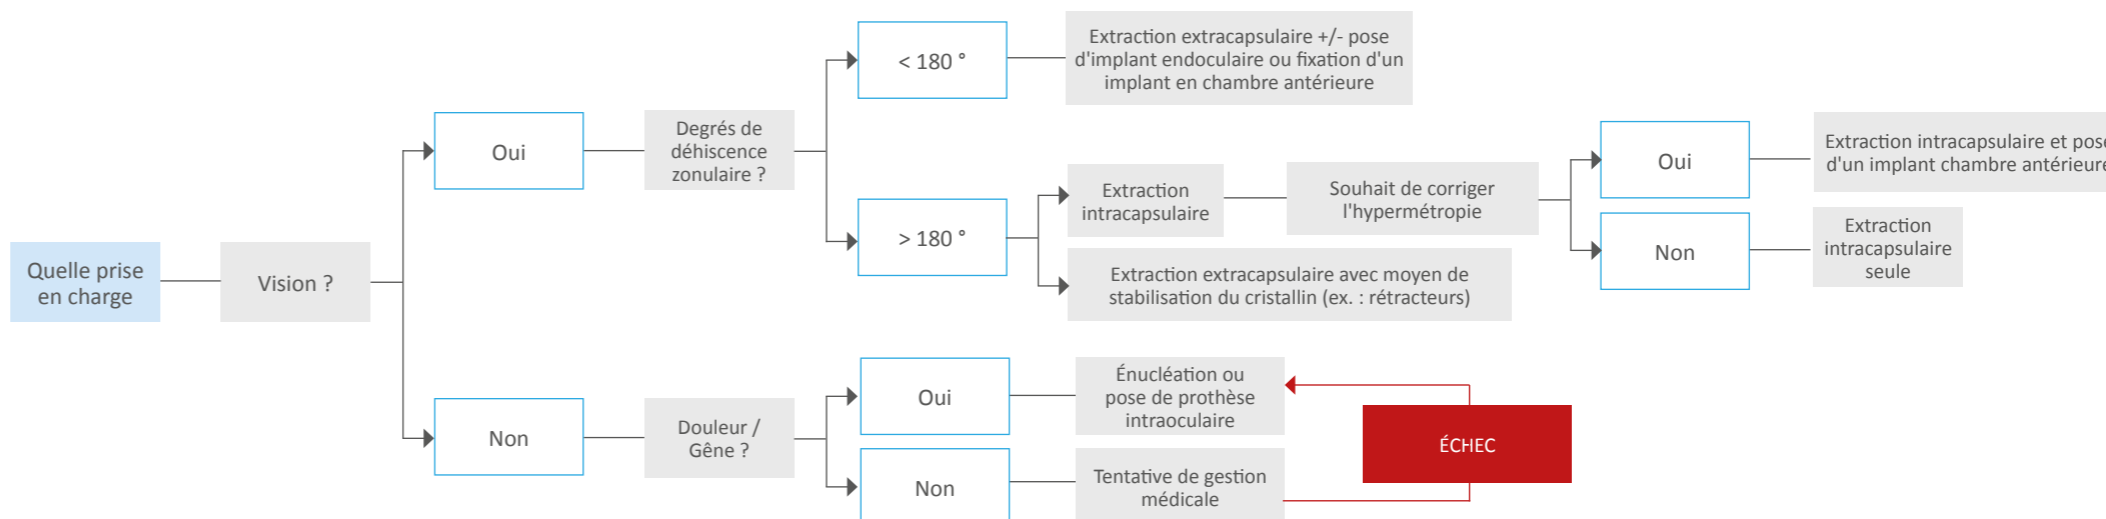 Quelle prise
en charge
Vision ?
Oui
Degrés de
déhiscence
zonulaire ?
< 180 °
Extraction extracapsulaire +/- pose
d'implant endoculaire ou fixation d'un
implant en chambre antérieure
> 180 °
Extraction
intracapsulaire
Souhait de corriger
l'hypermétropie
Oui
Extraction intracapsulaire et pose
d'un implant chambre antérieure
Non
Extraction
intracapsulaire
seule
Extraction extracapsulaire avec moyen de
stabilisation du cristallin (ex. : rétracteurs)
Non
Douleur /
Gêne ?
Oui
Énucléation ou
pose de prothèse
intraoculaire
Non
Tentative de gestion
médicale
ÉCHEC